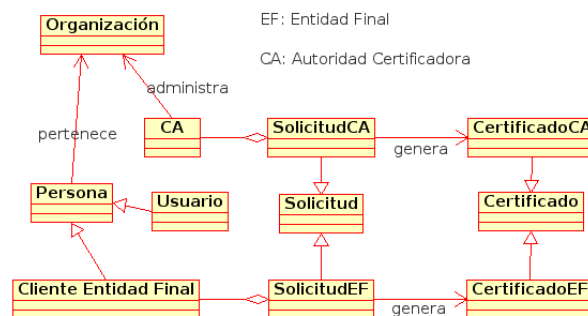 Organización
EF: Entidad Final
CA: Autoridad Certificadora
administra
pertenece
CA
SolicitudCA
genera
CertificadoCA
Persona
Usuario
Solicitud
Certificado
Cliente Entidad Final
SolicitudEF
genera
CertificadoEF